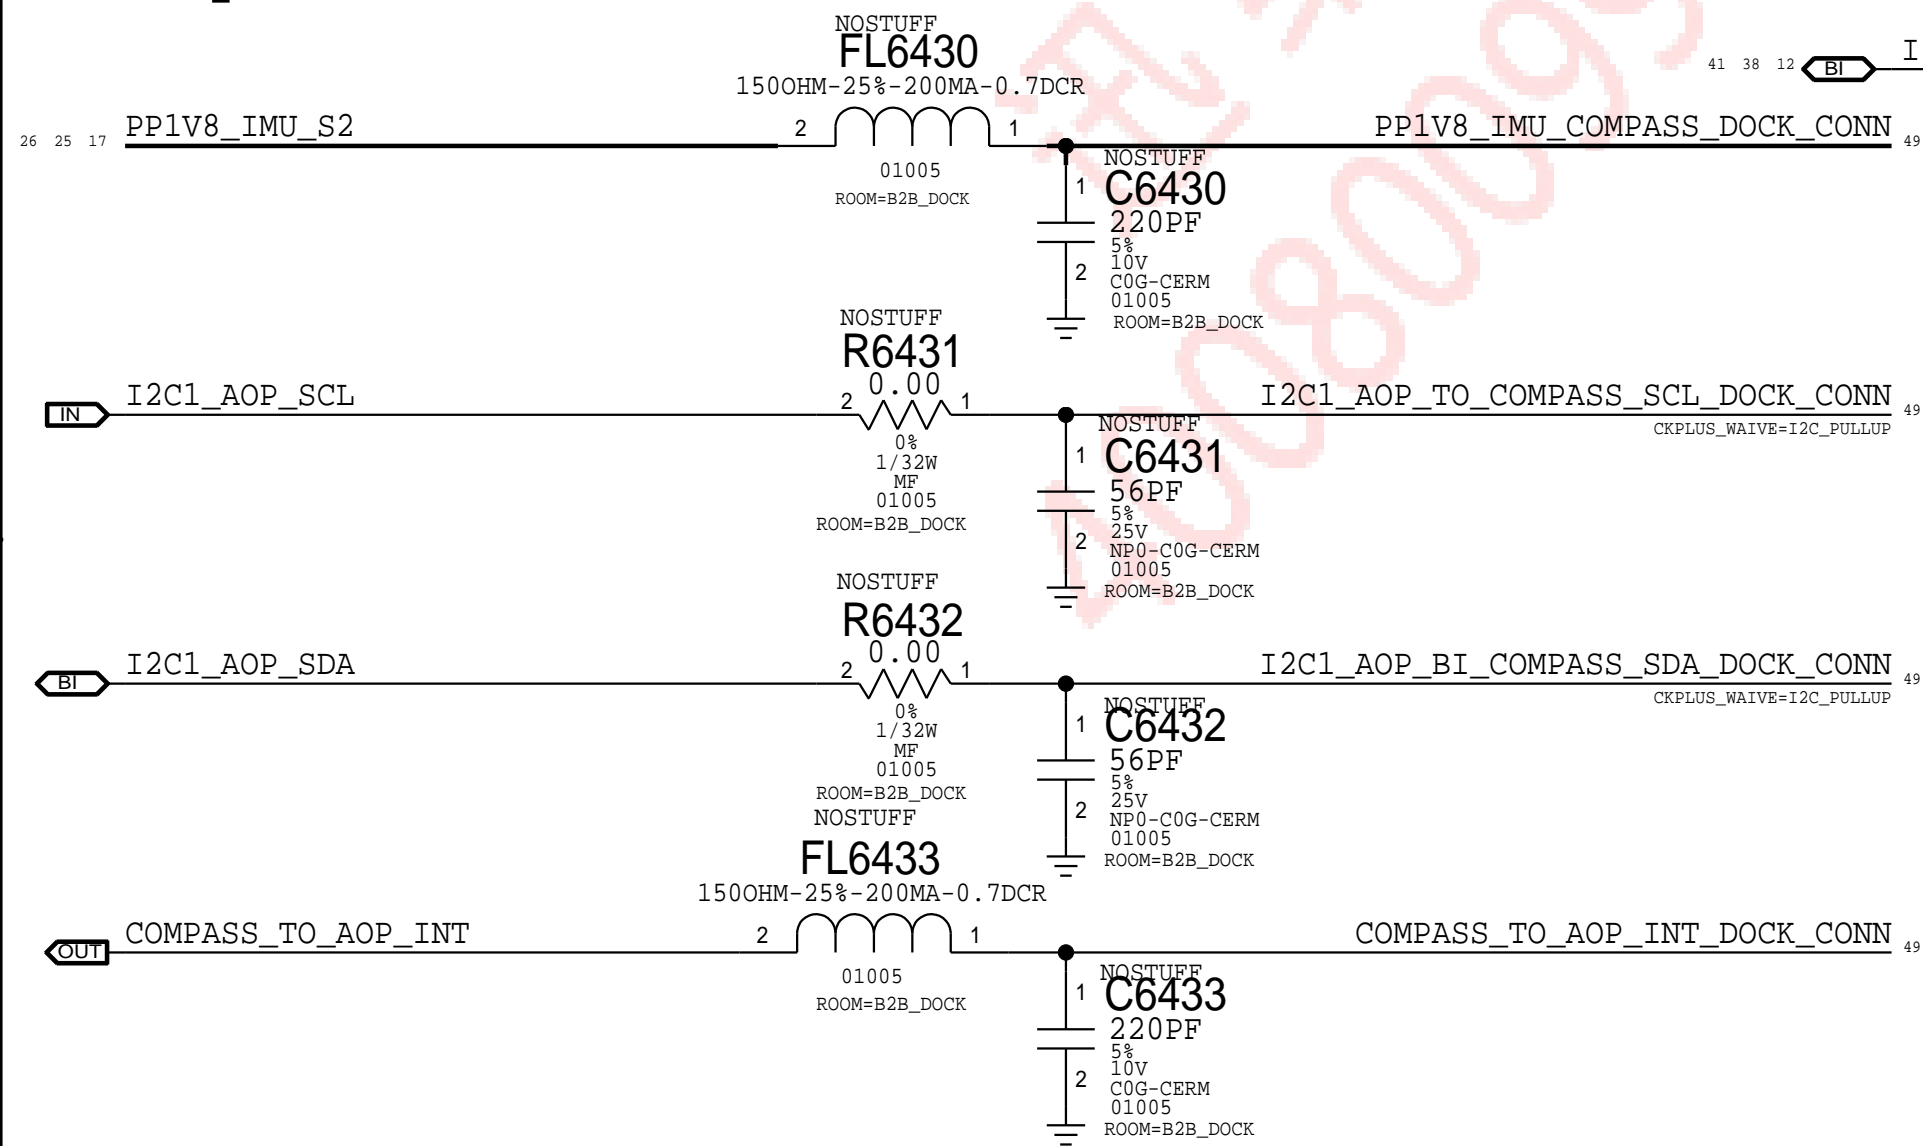 NOSTUFF
FL6430
150OHM-25%-200MA-0.7DCR
41 38 12 BI I
26 25 17 PP1V8_IMU_S2 2 1 PP1V8_IMU_COMPASS_DOCK_CONN 49
01005
ROOM=B2B_DOCK
NOSTUFF
1 C6430
220PF
5%
10V
2 C0G-CERM
01005
ROOM=B2B_DOCK
NOSTUFF
R6431
0.00
IN I2C1_AOP_SCL 2 1 I2C1_AOP_TO_COMPASS_SCL_DOCK_CONN 49
CKPLUS_WAIVE=I2C_PULLUP
0%
1/32W
MF
01005
ROOM=B2B_DOCK
NOSTUFF
1 C6431
56PF
5%
25V
2 NP0-C0G-CERM
01005
ROOM=B2B_DOCK
NOSTUFF
R6432
0.00
BI I2C1_AOP_SDA 2 1 I2C1_AOP_BI_COMPASS_SDA_DOCK_CONN 49
CKPLUS_WAIVE=I2C_PULLUP
0%
1/32W
MF
01005
ROOM=B2B_DOCK
NOSTUFF
1 C6432
56PF
5%
25V
2 NP0-C0G-CERM
01005
ROOM=B2B_DOCK
NOSTUFF
FL6433
150OHM-25%-200MA-0.7DCR
OUT COMPASS_TO_AOP_INT 2 1 COMPASS_TO_AOP_INT_DOCK_CONN 49
01005
ROOM=B2B_DOCK
NOSTUFF
1 C6433
220PF
5%
10V
2 C0G-CERM
01005
ROOM=B2B_DOCK